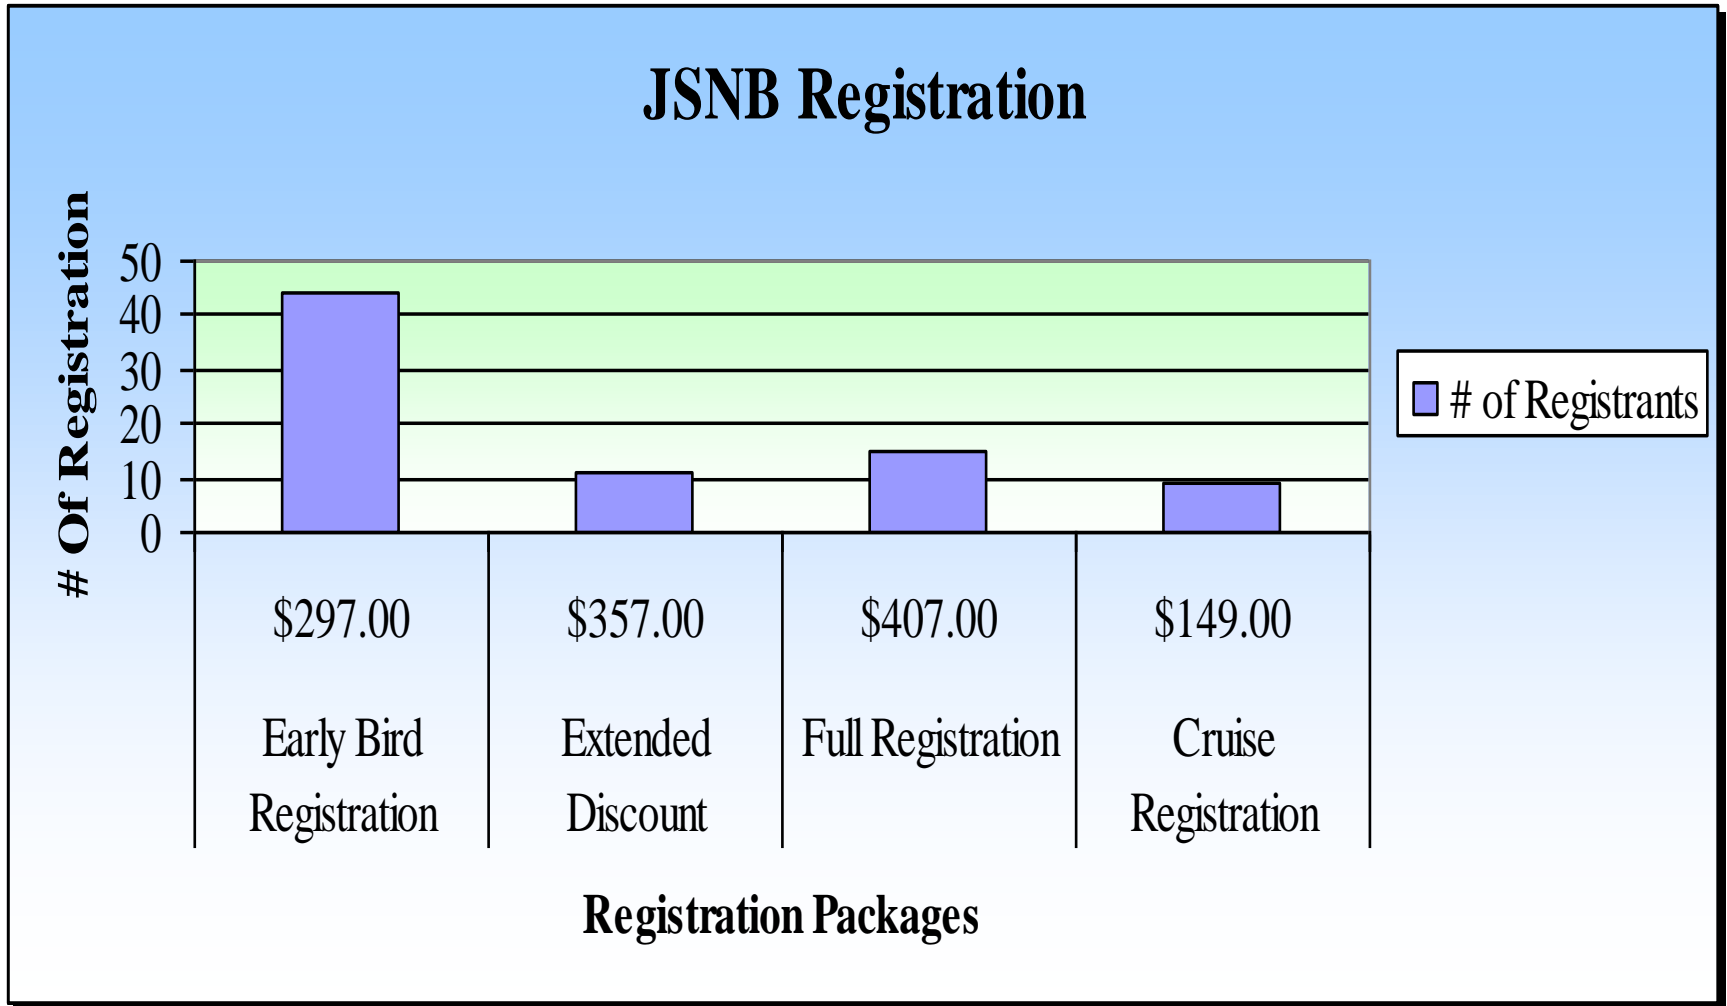 JSNB Registration
# Of Registration
50
40
30
20
10
0
# of Registrants
$297.00 $357.00 $407.00 $149.00
Early Bird Extended Full Registration Cruise
Registration Discount Registration
Registration Packages